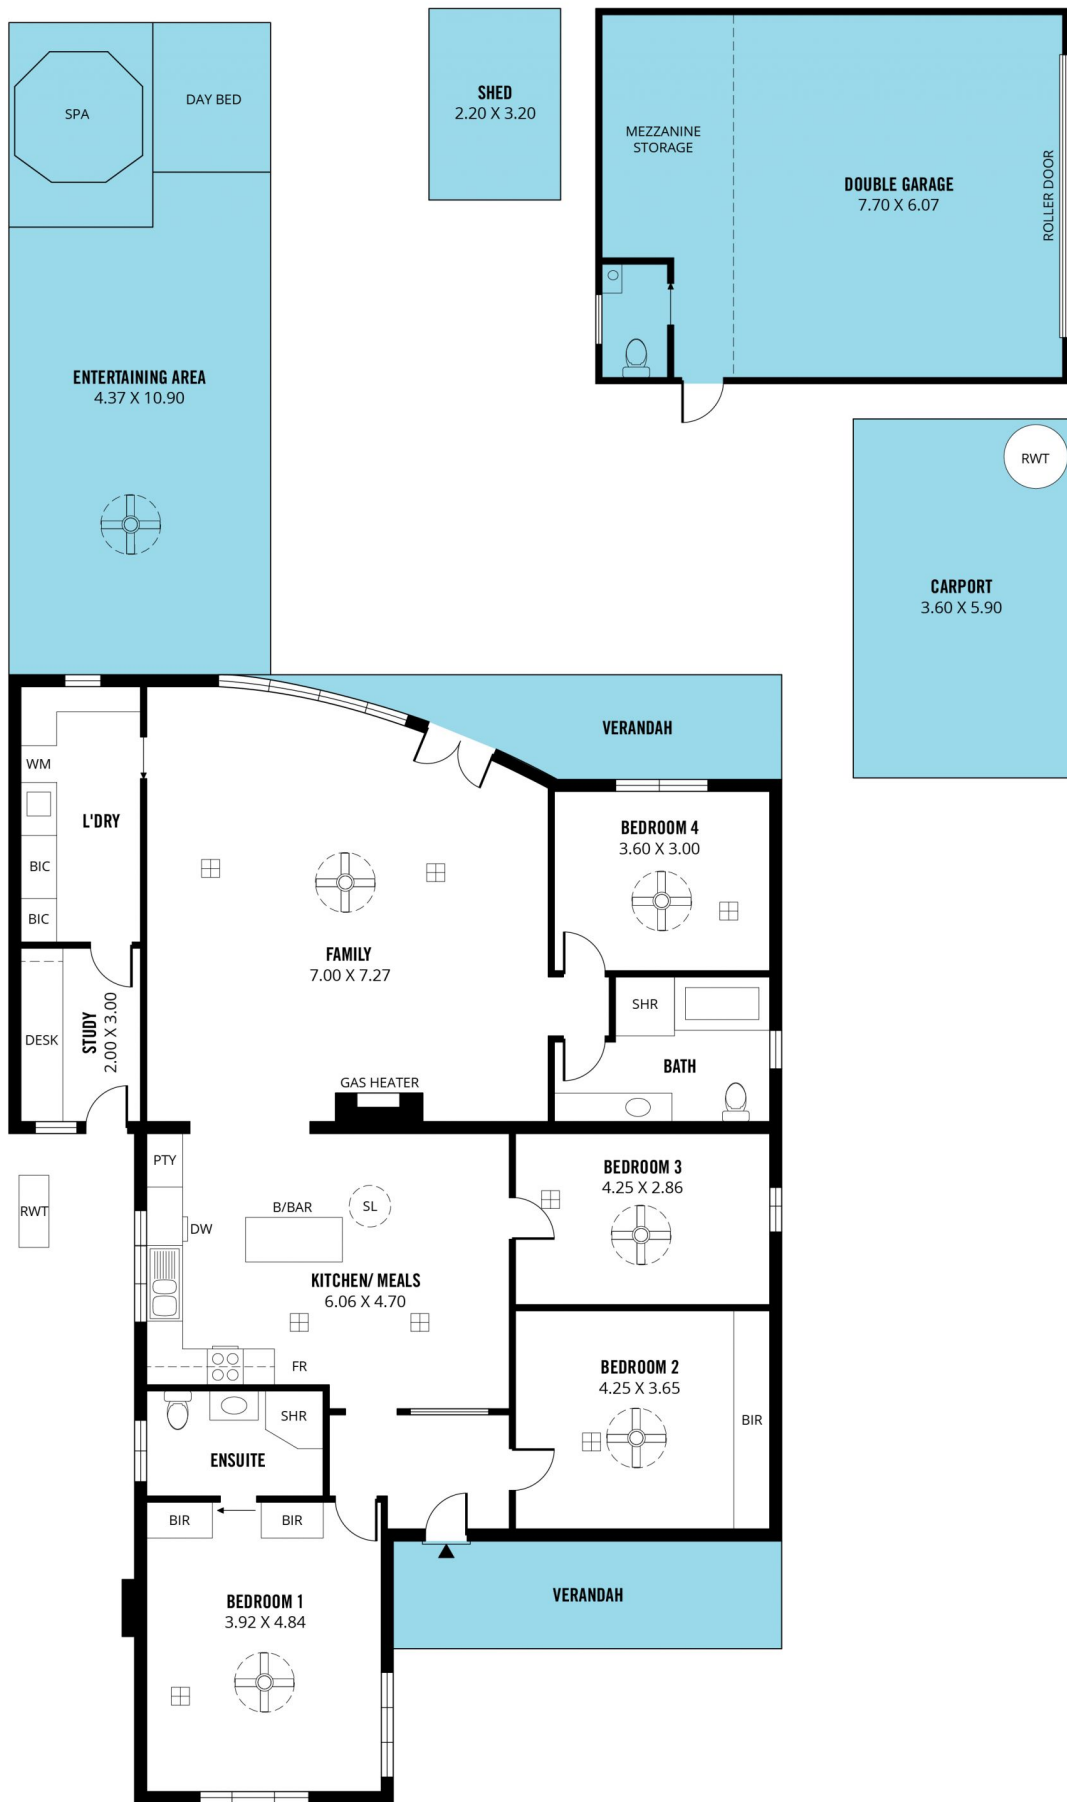 SPA
DAY BED
SHED
2.20 X 3.20
MEZZANINE
STORAGE
DOUBLE GARAGE
7.70 X 6.07
ROLLER DOOR
ENTERTAINING AREA
4.37 X 10.90
RWT
CARPORT
3.60 X 5.90
VERANDAH
WM
L'DRY
BIC
BIC
BEDROOM 4
3.60 X 3.00
FAMILY
7.00 X 7.27
DESK
STUDY
2.00 X 3.00
SHR
BATH
GAS HEATER
PTY
RWT
DW
B/BAR
SL
BEDROOM 3
4.25 X 2.86
KITCHEN/ MEALS
6.06 X 4.70
FR
BEDROOM 2
4.25 X 3.65
BIR
SHR
ENSUITE
BIR
BIR
BEDROOM 1
3.92 X 4.84
VERANDAH